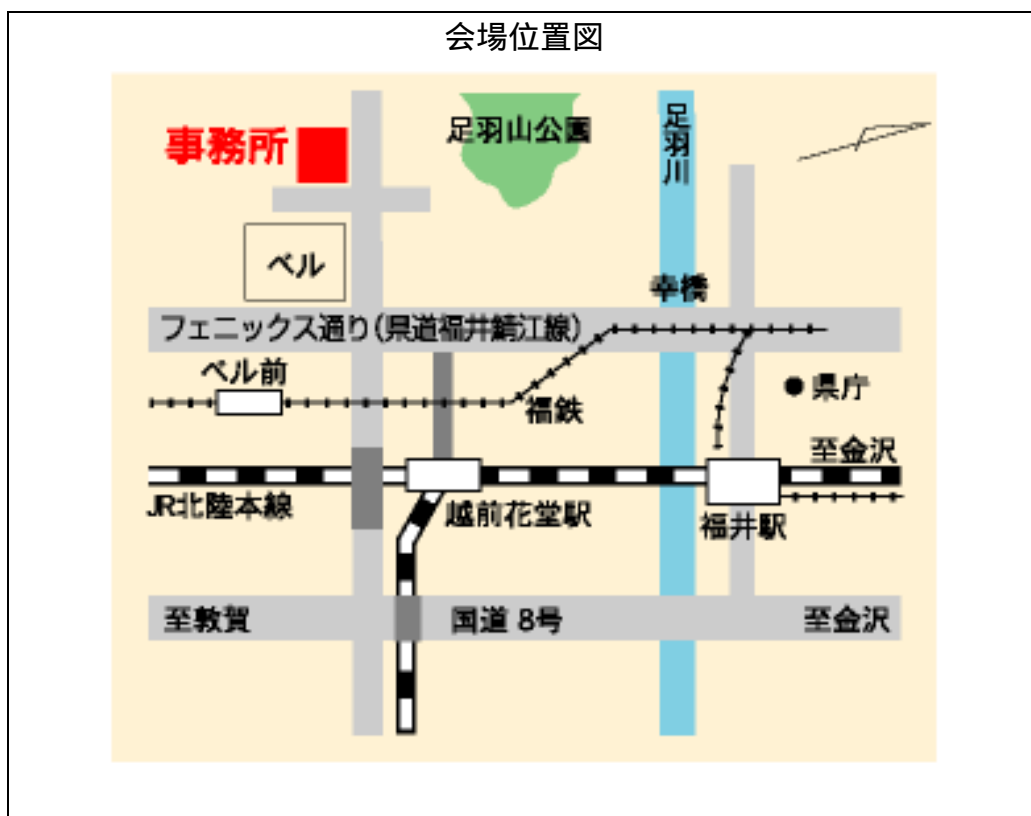 会場位置図
事務所
足羽山公園
足羽川
ベル
幸橋
フェニックス通り(県道福井鯖江線)
ベル前
福鉄
県庁
至金沢
JR北陸本線
越前花堂駅
福井駅
至敦賀
国道 8号
至金沢